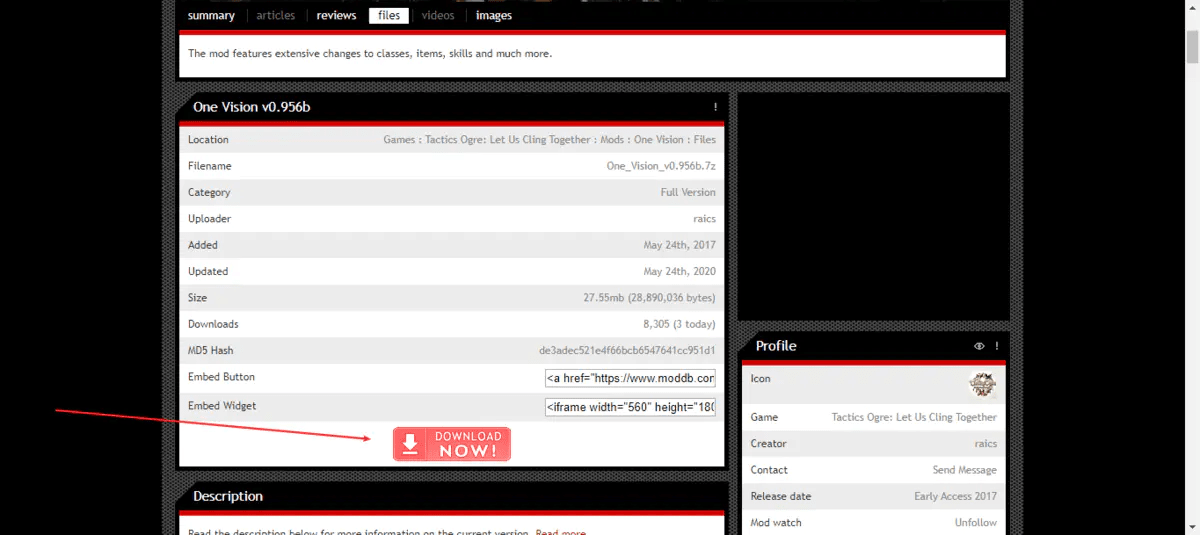 summary articles reviews files videos images
The mod features extensive changes to classes, items, skills and much more.
One Vision v0.956b !
Location Games : Tactics Ogre: Let Us Cling Together : Mods : One Vision : Files
Filename One_Vision_v0.956b.7z
Category Full Version
Uploader raics
Added May 24th, 2017
Updated May 24th, 2020
Size 27.55mb (28,890,036 bytes)
Downloads 8,305 (3 today)
MD5 Hash de3adec521e4f66bcb6547641cc951d1
Embed Button <a href="https://www.moddb.con
Embed Widget <iframe width="560" height="180
DOWNLOAD
NOW!
Description
Read the description below for more information on the current version. Read more
Profile !
Icon
Game Tactics Ogre: Let Us Cling Together
Creator raics
Contact Send Message
Release date Early Access 2017
Mod watch Unfollow